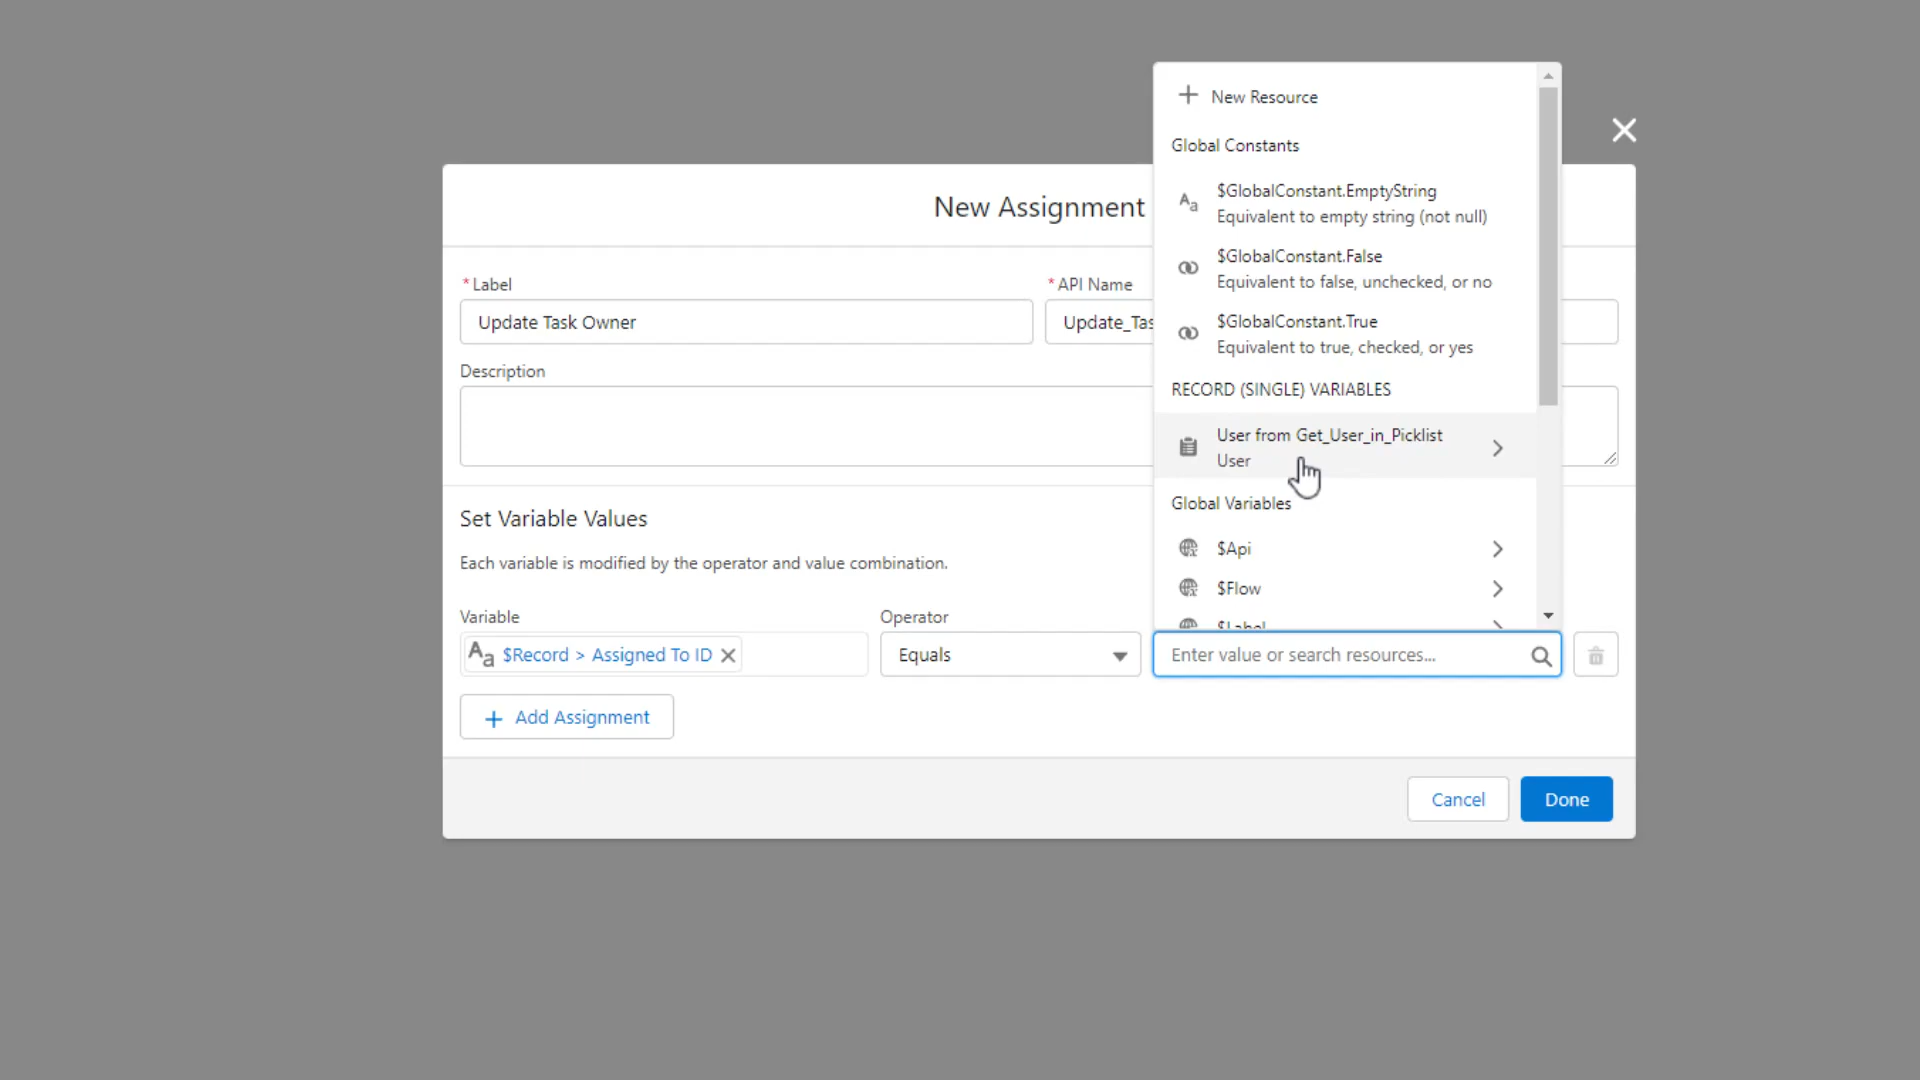 + New Resource
Global Constants
$GlobalConstant.EmptyString
Equivalent to empty string (not null)
$GlobalConstant.False
Equivalent to false, unchecked, or no
$GlobalConstant.True
Equivalent to true, checked, or yes
RECORD (SINGLE) VARIABLES
User from Get_User_in_Picklist
User
Global Variables
$Api
$Flow
$Label
New Assignment
* Label
* API Name
Update Task Owner
Update_Tas
Description
Set Variable Values
Each variable is modified by the operator and value combination.
Variable
Operator
Aa $Record > Assigned To ID
Equals
Enter value or search resources...
+ Add Assignment
Cancel
Done